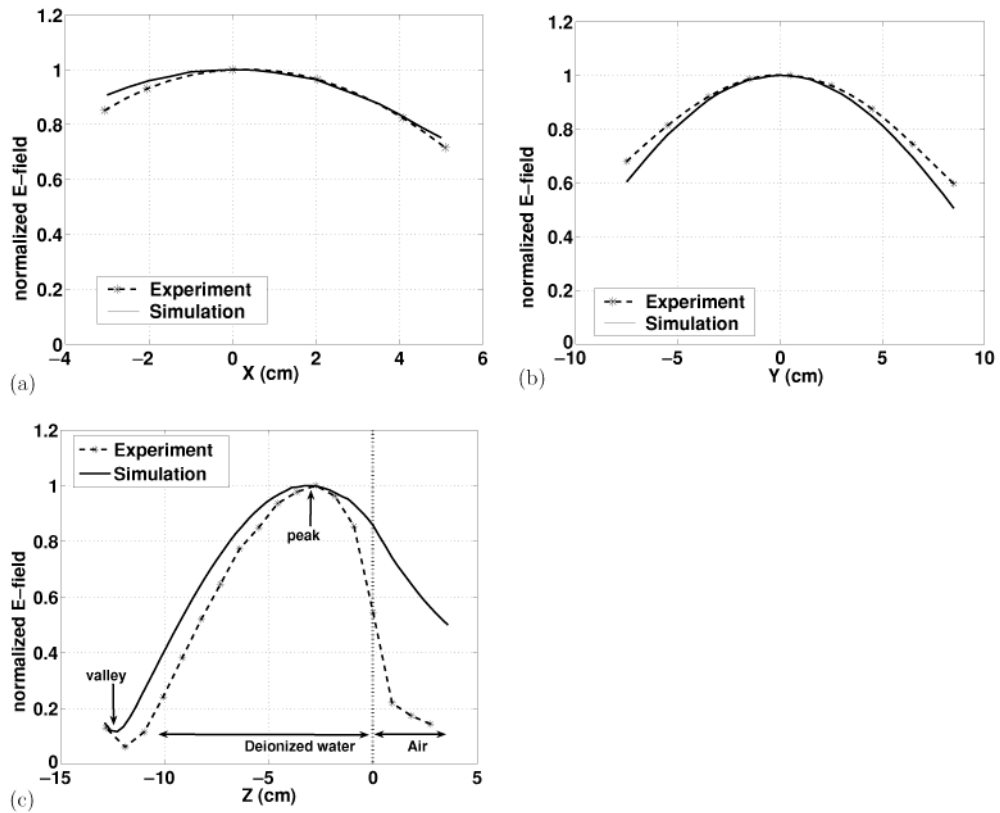 1.2
1
0.8
0.6
0.4
0.2
0
normalized E−field
Experiment
Simulation
−4 −2 0 2 4 6
X (cm)
(a)
1.2
1
0.8
0.6
0.4
0.2
0
normalized E−field
Experiment
Simulation
−10 −5 0 5 10
Y (cm)
(b)
1.2
1
0.8
0.6
0.4
0.2
0
normalized E−field
Experiment
Simulation
peak
valley
Deionized water Air
−15 −10 −5 0 5
Z (cm)
(c)